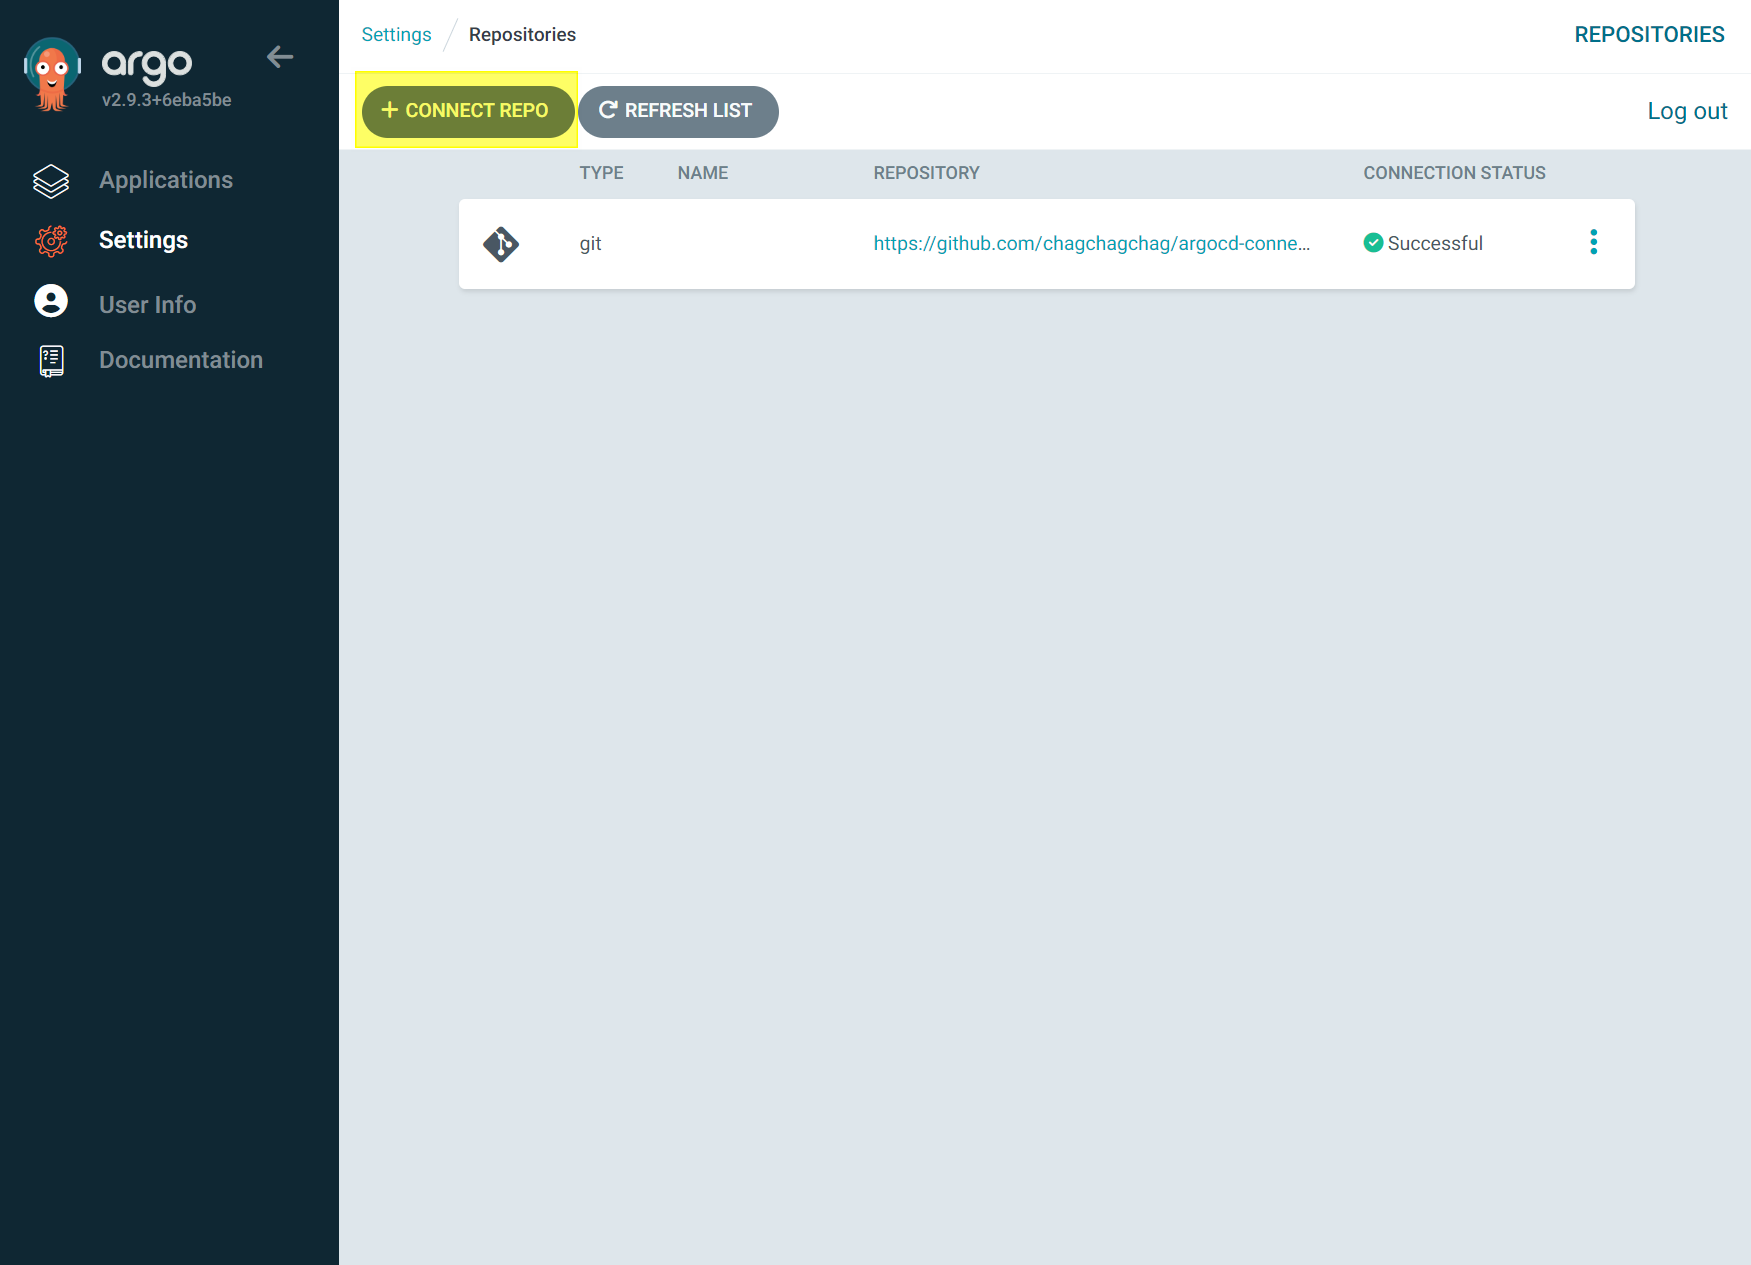 argo
v2.9.3+6eba5be
Applications
Settings
User Info
Documentation
Settings / Repositories
REPOSITORIES
+ CONNECT REPO
REFRESH LIST
Log out
TYPE NAME REPOSITORY CONNECTION STATUS
git https://github.com/chagchagchag/argocd-conne... Successful